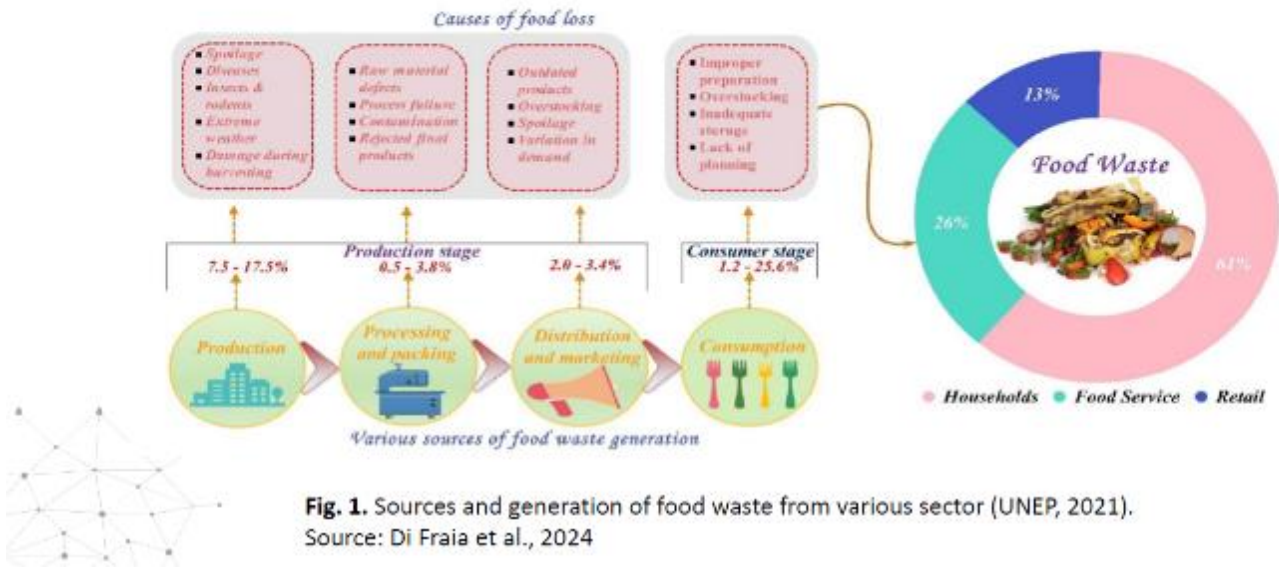 Causes of food loss
Spoilage
Diseases
Insects &
rodents
Extreme
weather
Damage during
harvesting
Raw material
defects
Process failure
Contamination
Rejected final
products
Outdated
products
Overstocking
Spoilage
Variation in
demand
Improper
preparation
Overstocking
Inadequate
storage
Lack of
planning
Production stage
7.5 - 17.5%
0.5 - 3.8%
2.0 - 3.4%
Consumer stage
1.2 - 25.6%
Production
Processing
and packing
Distribution
and marketing
Consumption
Various sources of food waste generation
13%
26%
61%
Food Waste
Households Food Service Retail
Fig. 1. Sources and generation of food waste from various sector (UNEP, 2021).
Source: Di Fraia et al., 2024